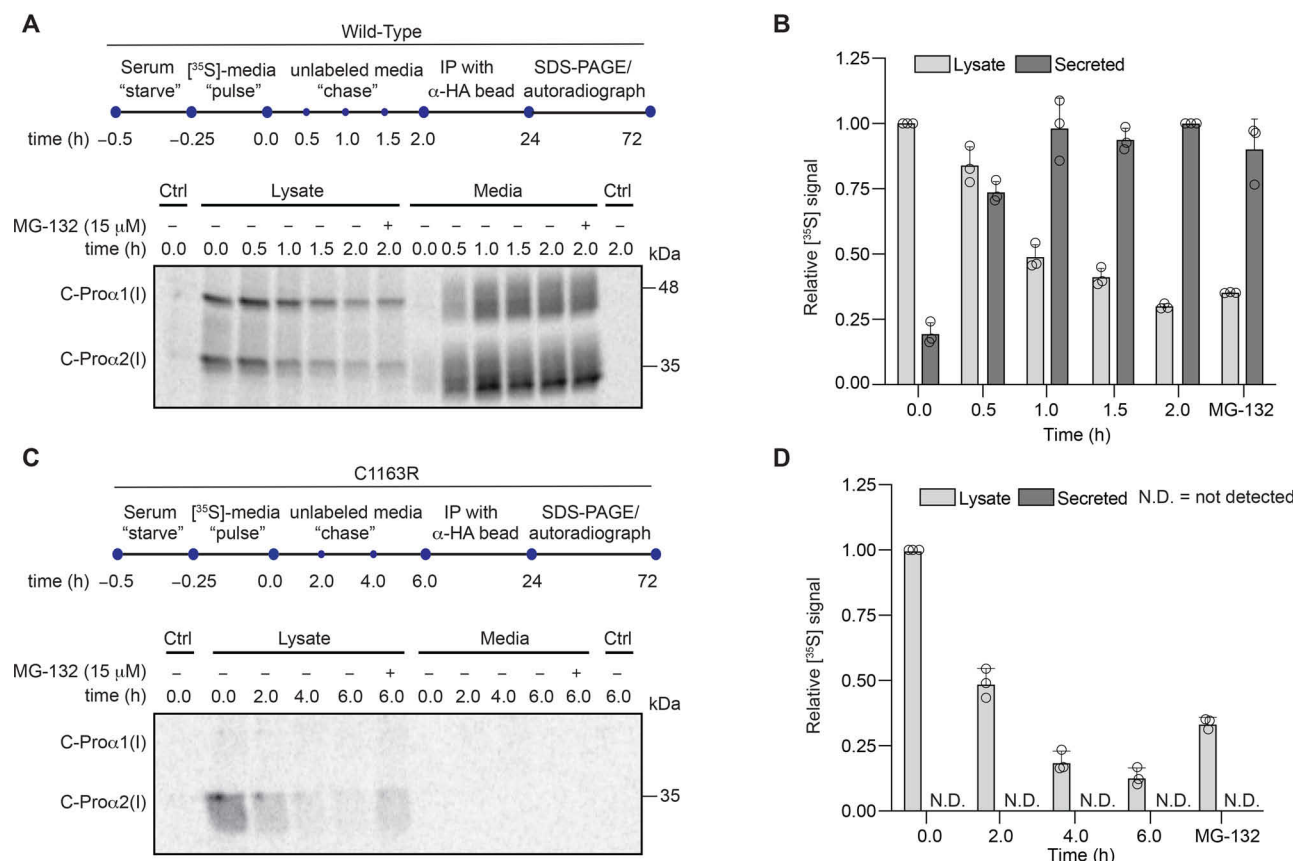 A
Wild-Type
Serum [³⁵S]-media unlabeled media IP with SDS-PAGE/
“starve” “pulse” “chase” α-HA bead autoradiograph
time (h) −0.5 −0.25 0.0 0.5 1.0 1.5 2.0 24 72
Ctrl Lysate Media Ctrl
MG-132 (15 μM) − − − − − − + − − − − − + −
time (h) 0.0 0.0 0.5 1.0 1.5 2.0 2.0 0.0 0.5 1.0 1.5 2.0 2.0 2.0 kDa
C-Proα1(I) −48
C-Proα2(I) −35
B
Relative [³⁵S] signal
1.25
1.00
0.75
0.50
0.25
0.00
Lysate Secreted
0.0 0.5 1.0 1.5 2.0 MG-132
Time (h)
C
C1163R
Serum [³⁵S]-media unlabeled media IP with SDS-PAGE/
“starve” “pulse” “chase” α-HA bead autoradiograph
time (h) −0.5 −0.25 0.0 2.0 4.0 6.0 24 72
Ctrl Lysate Media Ctrl
MG-132 (15 μM) − − − − − + − − − − + −
time (h) 0.0 0.0 2.0 4.0 6.0 6.0 0.0 2.0 4.0 6.0 6.0 6.0 kDa
C-Proα1(I)
C-Proα2(I) −35
D
Relative [³⁵S] signal
1.25
1.00
0.75
0.50
0.25
0.00
Lysate Secreted N.D. = not detected
N.D. N.D. N.D. N.D. N.D.
0.0 2.0 4.0 6.0 MG-132
Time (h)